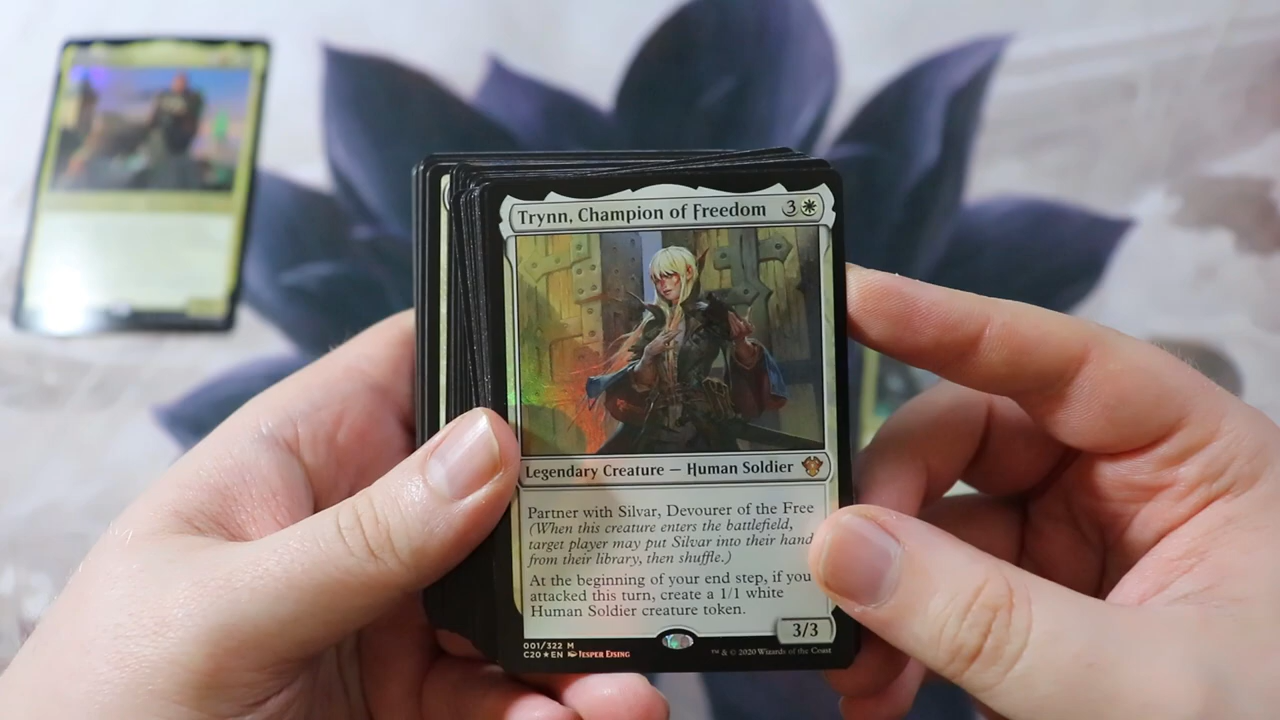 Trynn, Champion of Freedom 3
Legendary Creature — Human Soldier
Partner with Silvar, Devourer of the Free
(When this creature enters the battlefield,
target player may put Silvar into their hand
from their library, then shuffle.)
At the beginning of your end step, if you
attacked this turn, create a 1/1 white
Human Soldier creature token.
3/3
001/322 M
C20★EN Jesper Ejsing ™ & © 2020 Wizards of the Coast